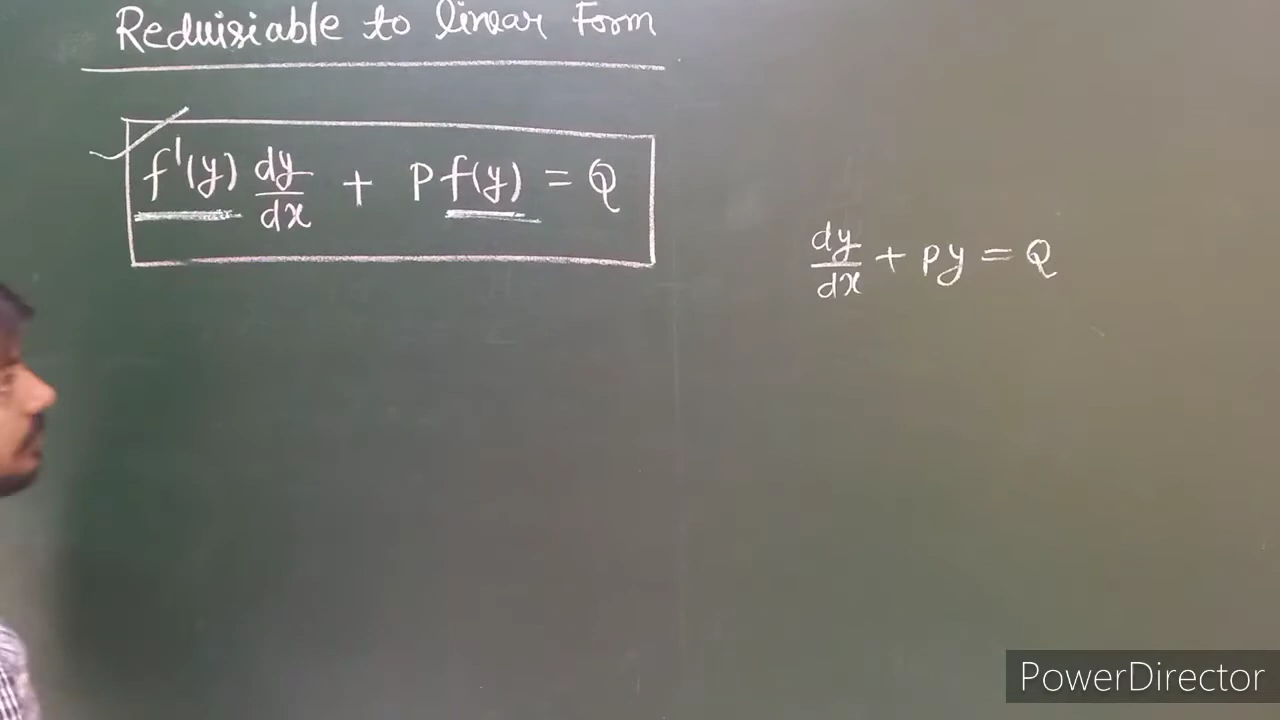 Reduisiable to linear Form
f'(y) dy/dx + P f(y) = Q
dy/dx + Py = Q
PowerDirector